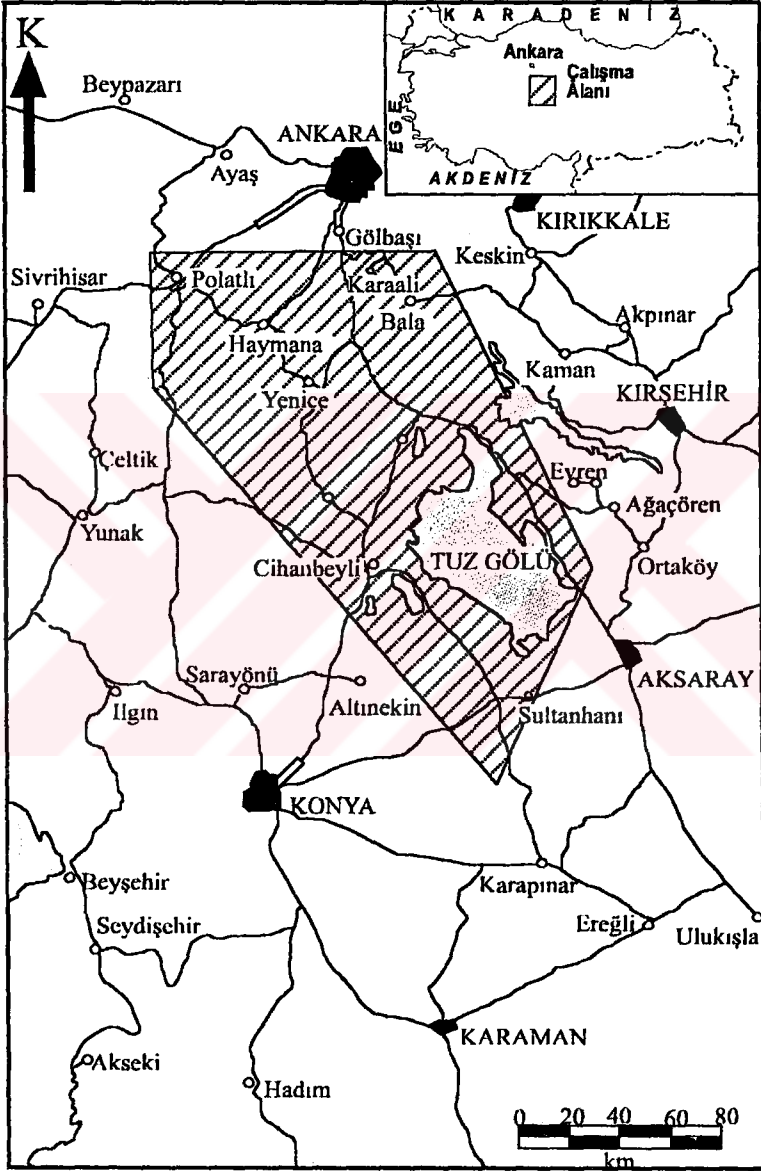 K
KARADENİZ
Ankara
Çalışma
Alanı
EGE
AKDENİZ
Beypazarı
ANKARA
Ayaş
KIRIKKALE
Gölbaşı
Keskin
Sivrihisar
Polatlı
Karaali
Bala
Akpınar
Haymana
Kaman
Yenice
KIRŞEHİR
Çeltik
Evren
Ağaçören
Yunak
Cihanbeyli
TUZ GÖLÜ
Ortaköy
Sarayönü
AKSARAY
Ilgın
Altınekin
Sultanhanı
KONYA
Beyşehir
Karapınar
Seydişehir
Ereğli
Ulukışla
KARAMAN
Akseki
Hadım
0 20 40 60 80
km